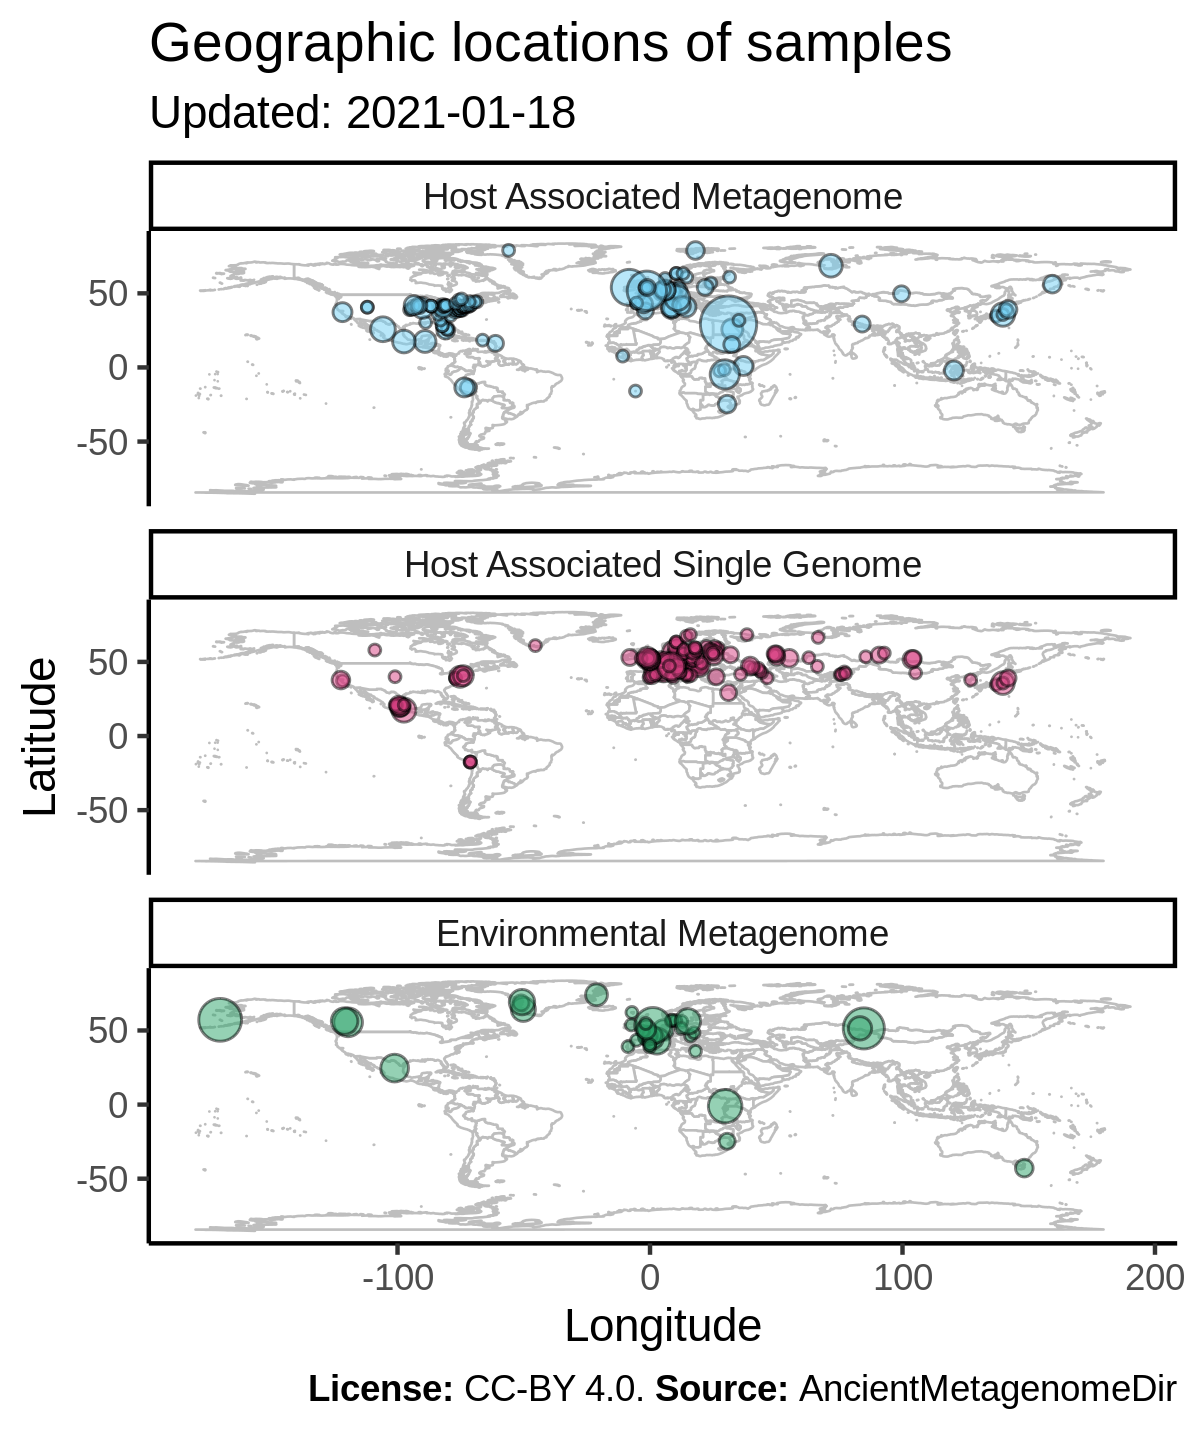 Geographic locations of samples
Updated: 2021-01-18
Host Associated Metagenome
50
0
-50
Host Associated Single Genome
50
0
-50
Latitude
Environmental Metagenome
50
0
-50
-100 0 100 200
Longitude
License: CC-BY 4.0. Source: AncientMetagenomeDir